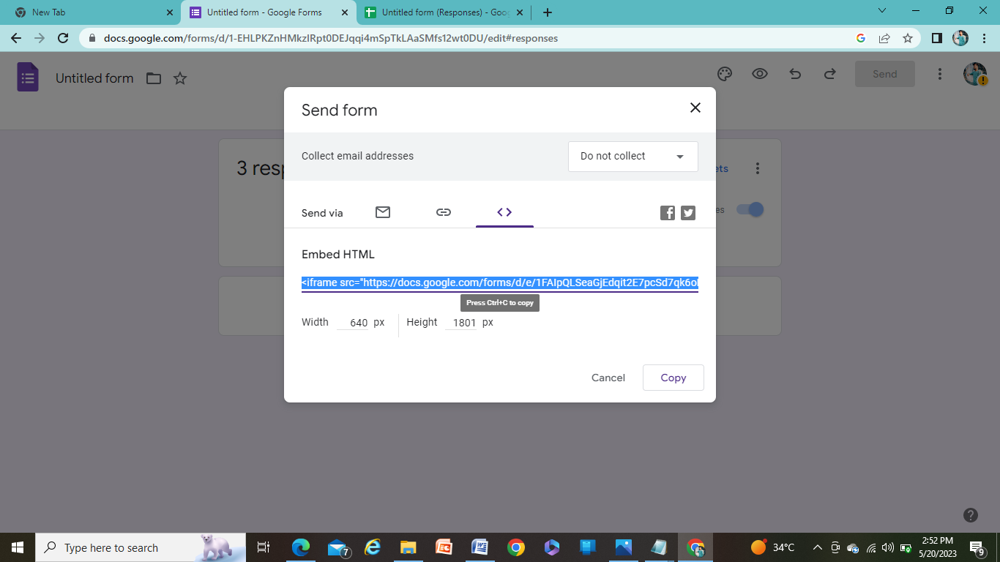 New Tab
Untitled form - Google Forms
Untitled form (Responses) - Goog
docs.google.com/forms/d/1-EHLPKZnHMkzIRpt0DEJqqi4mSpTkLAaSMfs12wt0DU/edit#responses
Untitled form
Send
Send form
Collect email addresses
Do not collect
3 resp
ets
es
Send via
Embed HTML
<iframe src="https://docs.google.com/forms/d/e/1FAIpQLSeaGjEdqit2E7pcSd7qk6ol
Press Ctrl+C to copy
Width 640 px Height 1801 px
Cancel Copy
Type here to search
7
34°C
2:52 PM
5/20/2023
9